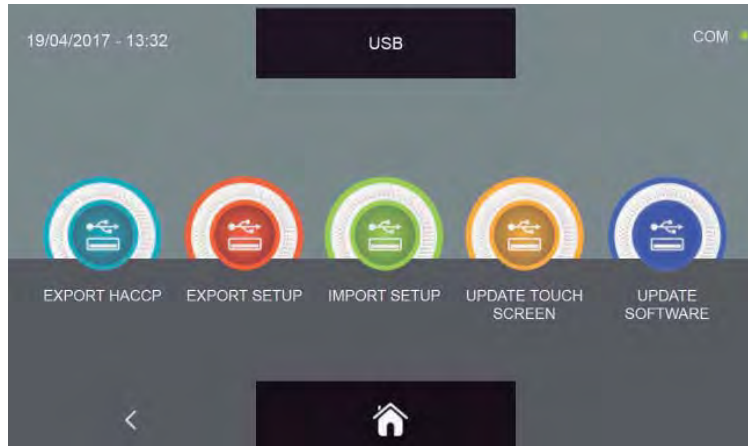 19/04/2017 - 13:32
USB
COM
EXPORT HACCP
EXPORT SETUP
IMPORT SETUP
UPDATE TOUCH
SCREEN
UPDATE
SOFTWARE